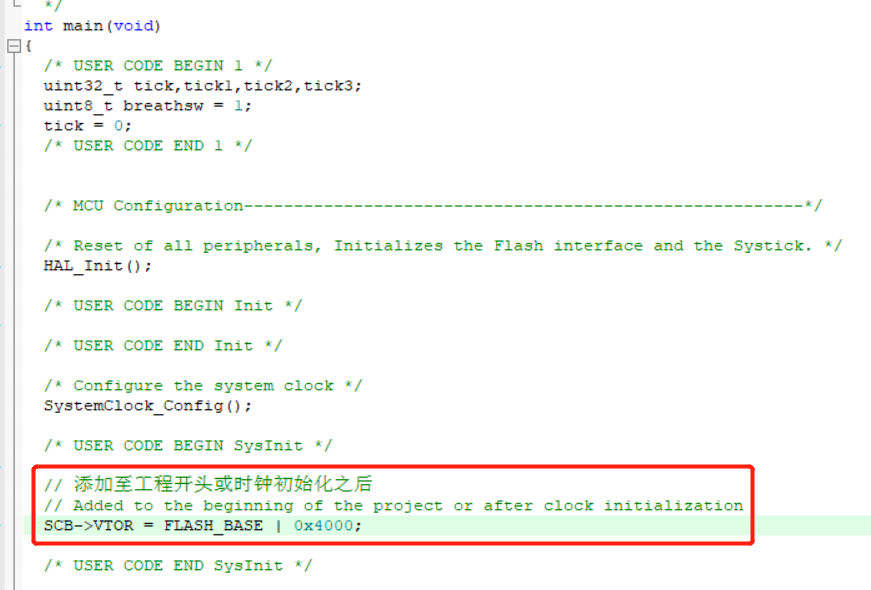 */
int main(void)
{
/* USER CODE BEGIN 1 */
uint32_t tick,tick1,tick2,tick3;
uint8_t breathsw = 1;
tick = 0;
/* USER CODE END 1 */
/* MCU Configuration--------------------------------------------------------*/
/* Reset of all peripherals, Initializes the Flash interface and the Systick. */
HAL_Init();
/* USER CODE BEGIN Init */
/* USER CODE END Init */
/* Configure the system clock */
SystemClock_Config();
/* USER CODE BEGIN SysInit */
// 添加至工程开头或时钟初始化之后
// Added to the beginning of the project or after clock initialization
SCB->VTOR = FLASH_BASE | 0x4000;
/* USER CODE END SysInit */